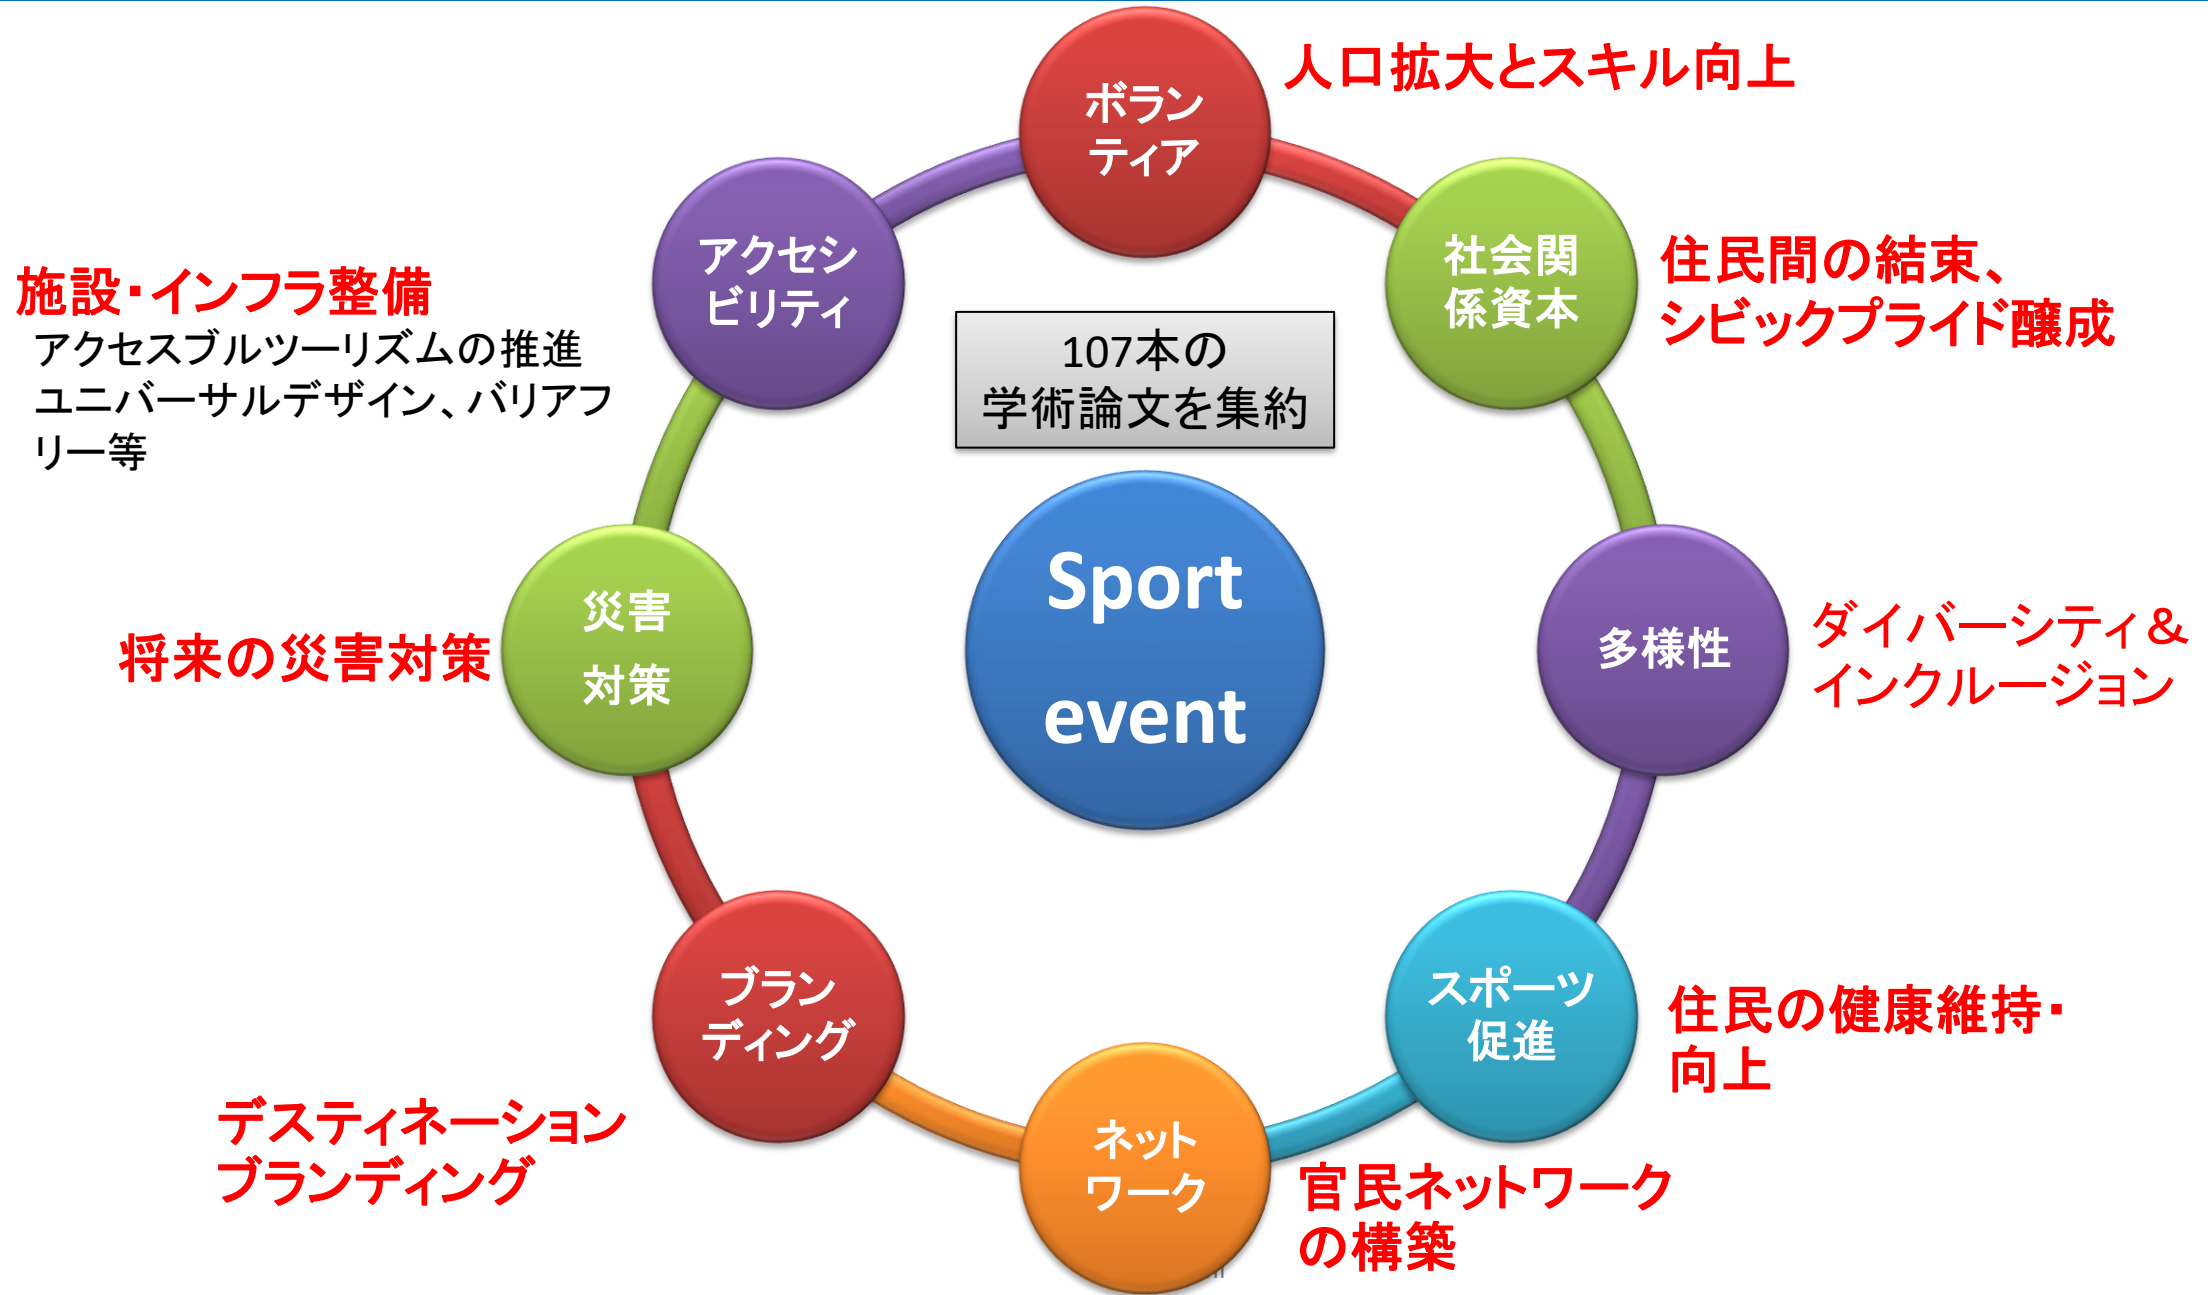 ボラン
ティア
人口拡大とスキル向上
社会関
係資本
住民間の結束、
シビックプライド醸成
多様性
ダイバーシティ＆
インクルージョン
スポーツ
促進
住民の健康維持・
向上
ネット
ワーク
官民ネットワーク
の構築
ブラン
ディング
デスティネーション
ブランディング
災害
対策
将来の災害対策
アクセシ
ビリティ
施設・インフラ整備
アクセスブルツーリズムの推進
ユニバーサルデザイン、バリアフ
リー等
107本の
学術論文を集約
Sport
event